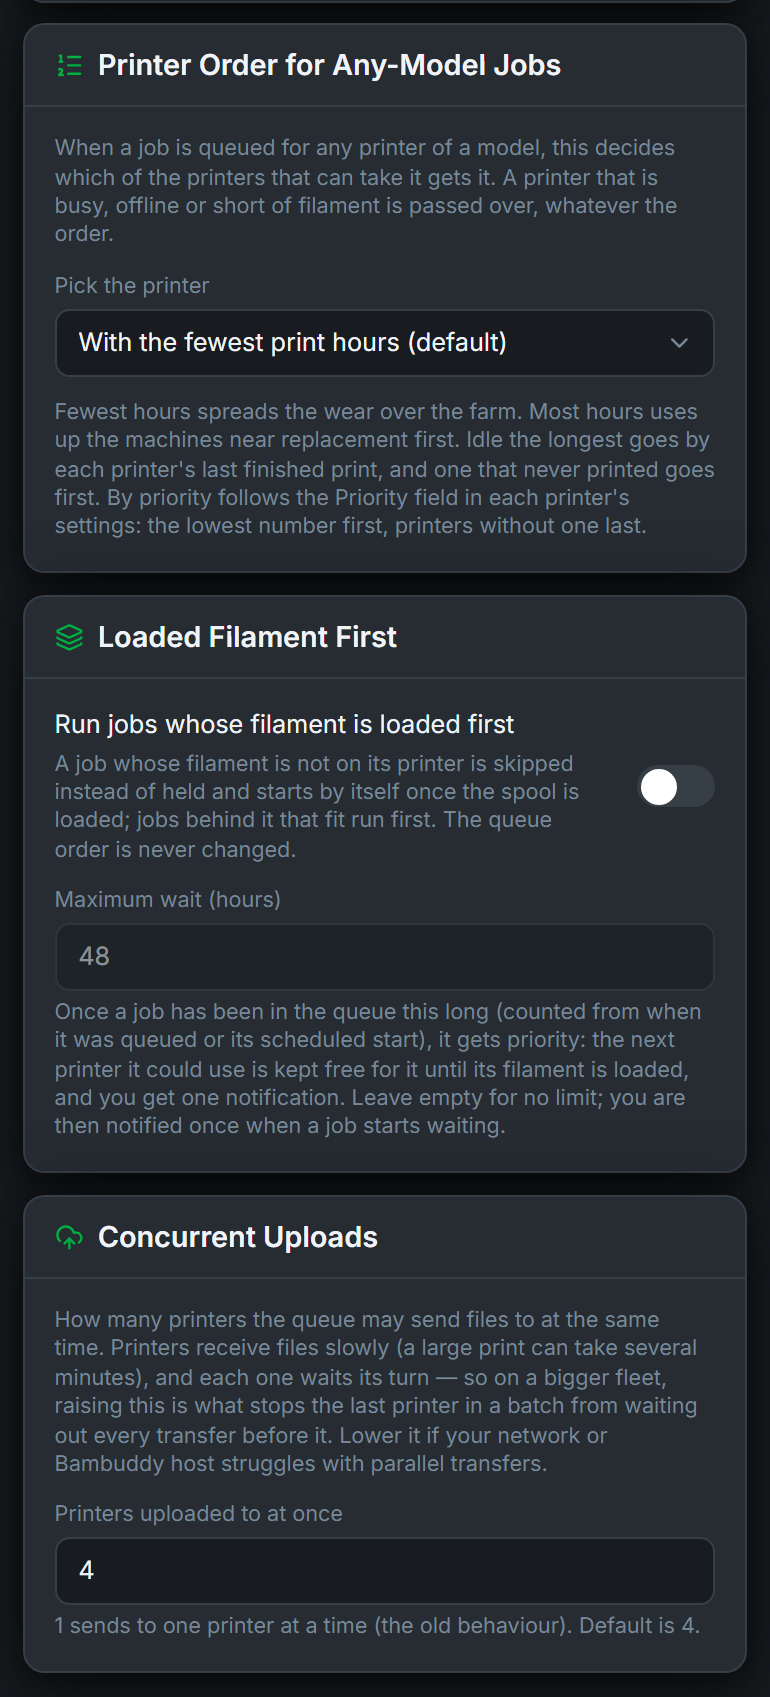 Printer Order for Any-Model Jobs
When a job is queued for any printer of a model, this decides
which of the printers that can take it gets it. A printer that is
busy, offline or short of filament is passed over, whatever the
order.
Pick the printer
With the fewest print hours (default)
Fewest hours spreads the wear over the farm. Most hours uses
up the machines near replacement first. Idle the longest goes by
each printer's last finished print, and one that never printed goes
first. By priority follows the Priority field in each printer's
settings: the lowest number first, printers without one last.
Loaded Filament First
Run jobs whose filament is loaded first
A job whose filament is not on its printer is skipped
instead of held and starts by itself once the spool is
loaded; jobs behind it that fit run first. The queue
order is never changed.
Maximum wait (hours)
48
Once a job has been in the queue this long (counted from when
it was queued or its scheduled start), it gets priority: the next
printer it could use is kept free for it until its filament is loaded,
and you get one notification. Leave empty for no limit; you are
then notified once when a job starts waiting.
Concurrent Uploads
How many printers the queue may send files to at the same
time. Printers receive files slowly (a large print can take several
minutes), and each one waits its turn — so on a bigger fleet,
raising this is what stops the last printer in a batch from waiting
out every transfer before it. Lower it if your network or
Bambuddy host struggles with parallel transfers.
Printers uploaded to at once
4
1 sends to one printer at a time (the old behaviour). Default is 4.